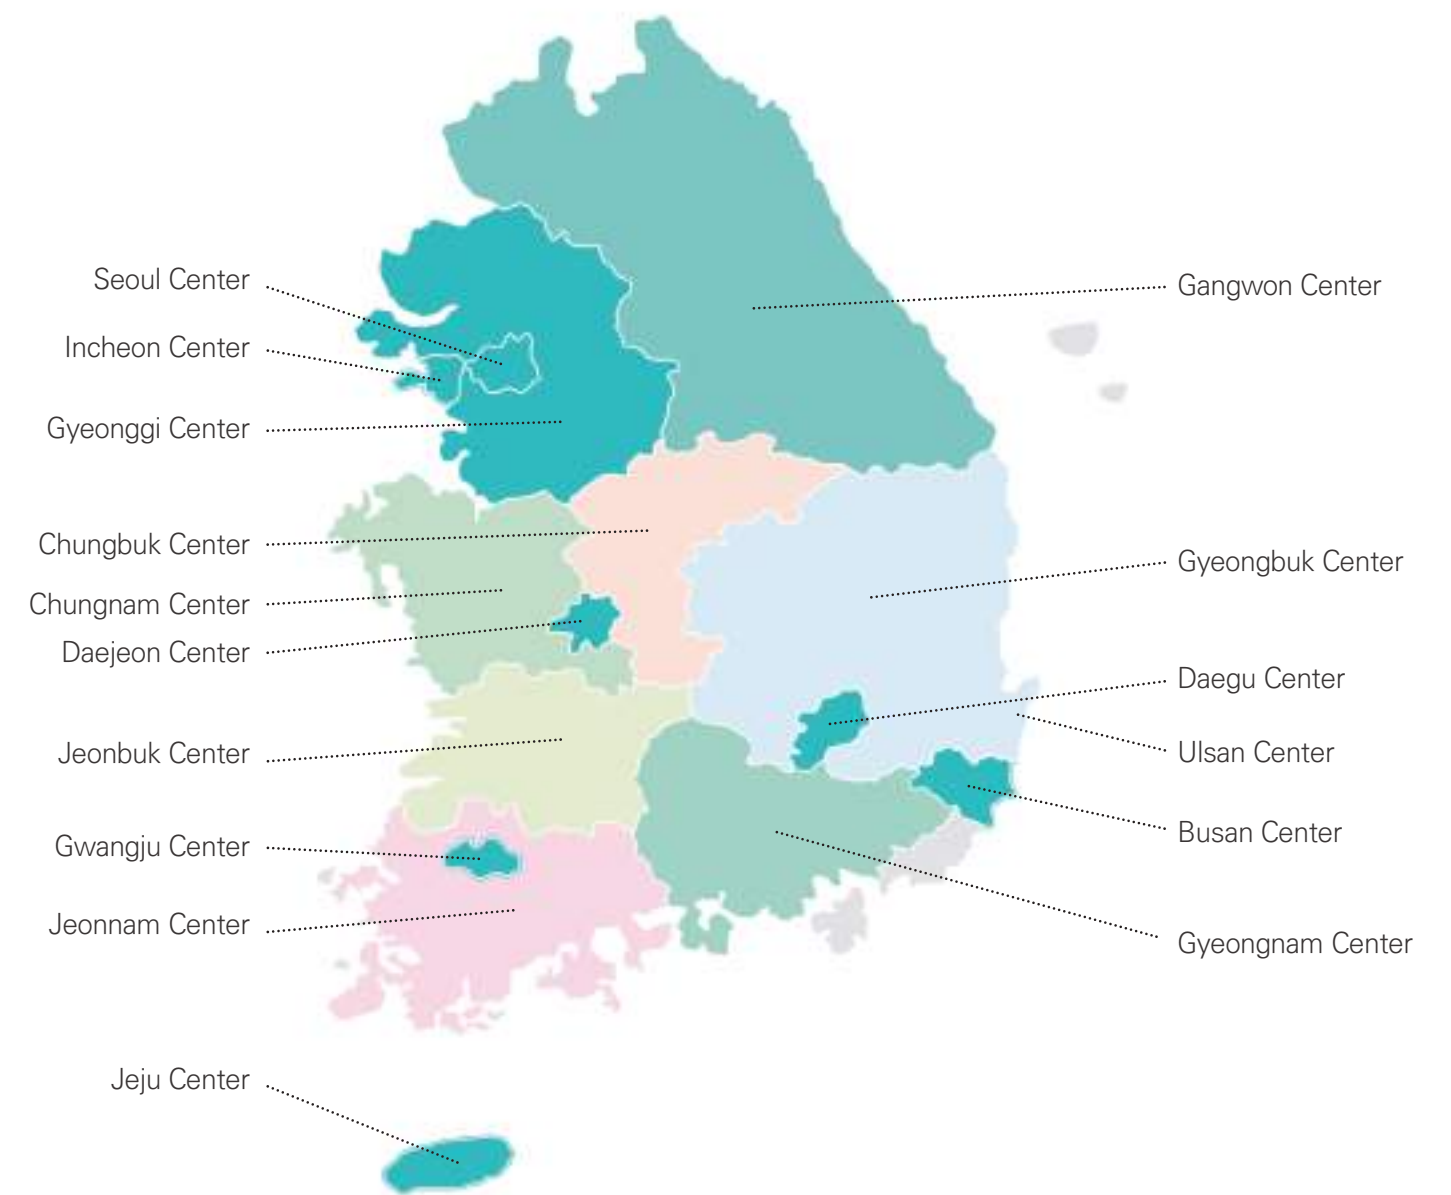 Seoul Center
Incheon Center
Gyeonggi Center
Chungbuk Center
Chungnam Center
Daejeon Center
Jeonbuk Center
Gwangju Center
Jeonnam Center
Jeju Center
Gangwon Center
Gyeongbuk Center
Daegu Center
Ulsan Center
Busan Center
Gyeongnam Center